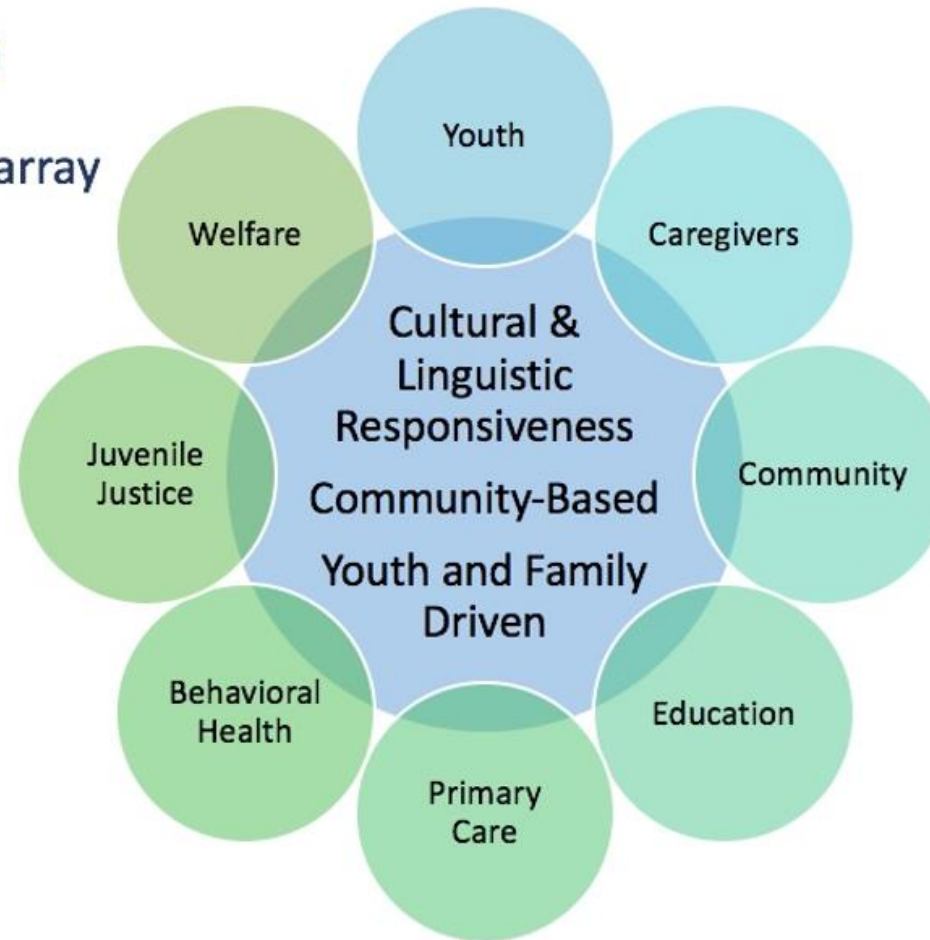 array
Youth
Caregivers
Community
Education
Primary
Care
Behavioral
Health
Juvenile
Justice
Welfare
Cultural &
Linguistic
Responsiveness
Community-Based
Youth and Family
Driven